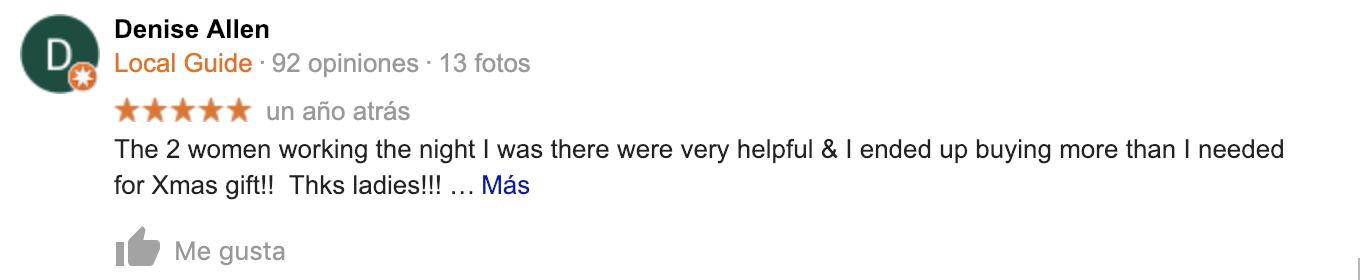 D
Denise Allen
Local Guide · 92 opiniones · 13 fotos
un año atrás
The 2 women working the night I was there were very helpful & I ended up buying more than I needed
for Xmas gift!!  Thks ladies!!! … Más
Me gusta